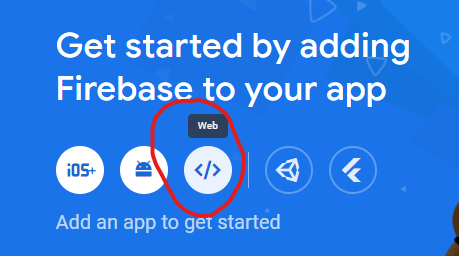 Get started by adding
Firebase to your app
Web
iOS+
</>
Add an app to get started